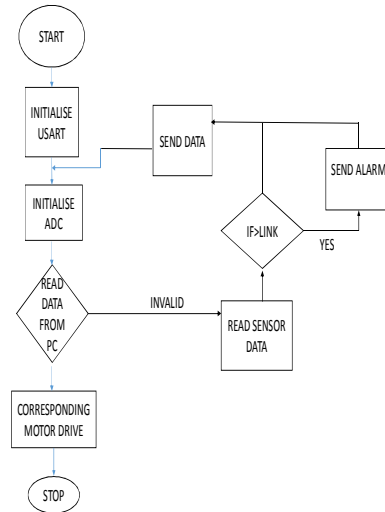 START
INITIALISE
USART
SEND DATA
SEND ALARM
INITIALISE
ADC
IF>LINK
YES
READ
DATA
FROM
PC
INVALID
READ SENSOR
DATA
CORRESPONDING
MOTOR DRIVE
STOP